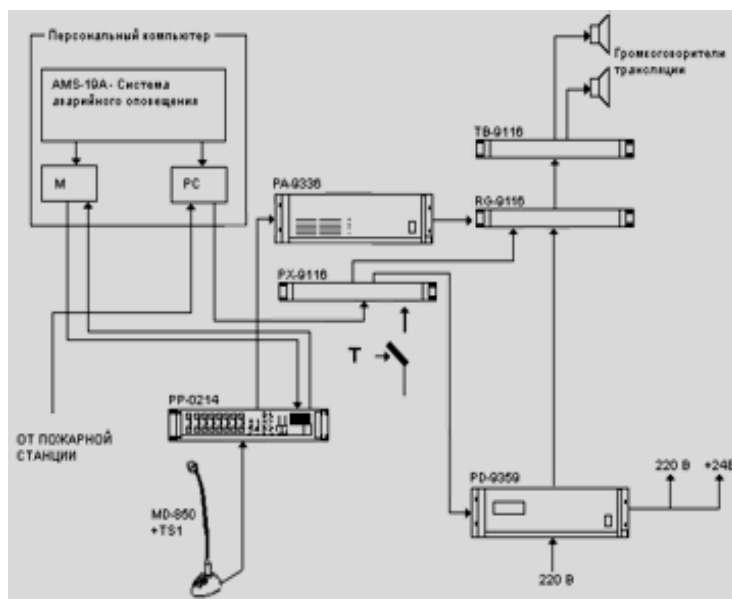 Персональный компьютер
AMS-19A - Система
аварийного оповещения
М
PC
Громкоговорители
трансляции
TB-9116
PA-9336
RG-9116
PX-9116
T
PP-0214
ОТ ПОЖАРНОЙ
СТАНЦИИ
MD-850
+TS1
PD-9359
220 В
+24В
220 В